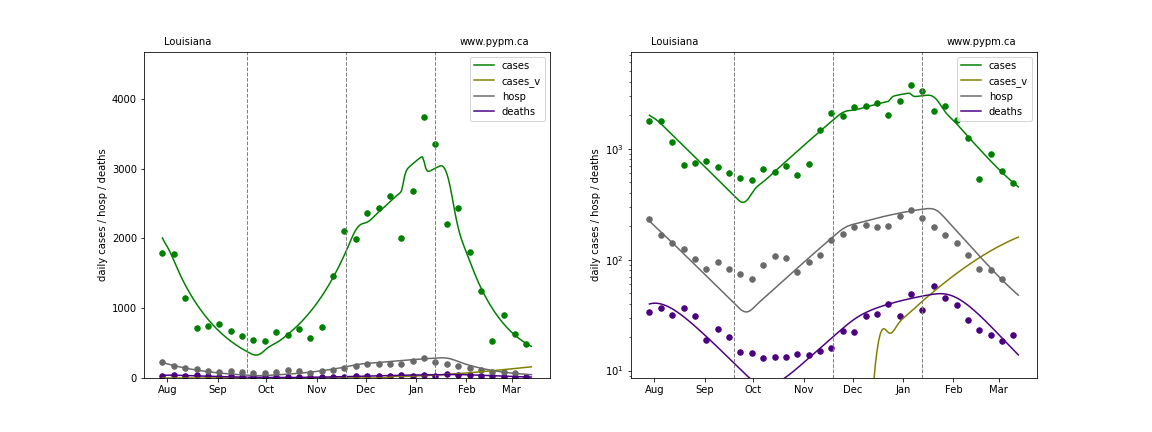 Louisiana
www.pypm.ca
cases
cases_v
hosp
deaths
daily cases / hosp / deaths
4000
3000
2000
1000
0
Aug Sep Oct Nov Dec Jan Feb Mar
Louisiana
www.pypm.ca
cases
cases_v
hosp
deaths
daily cases / hosp / deaths
10³
10²
10¹
Aug Sep Oct Nov Dec Jan Feb Mar